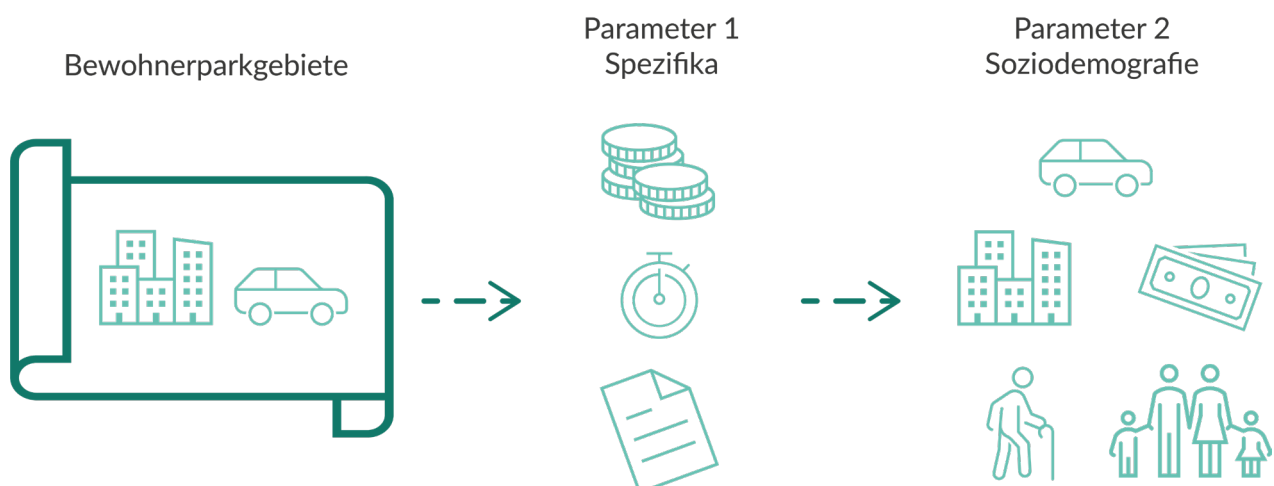 Bewohnerparkgebiete
Parameter 1
Spezifika
Parameter 2
Soziodemografie